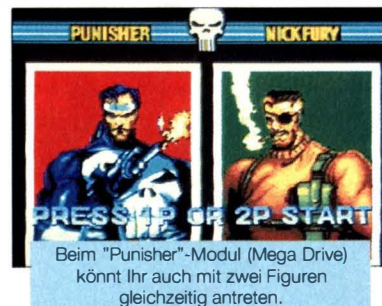 PUNISHER NICK FURY
PRESS 1P OR 2P START
Beim "Punisher"-Modul (Mega Drive)
könnt Ihr auch mit zwei Figuren
gleichzeitig antreten.